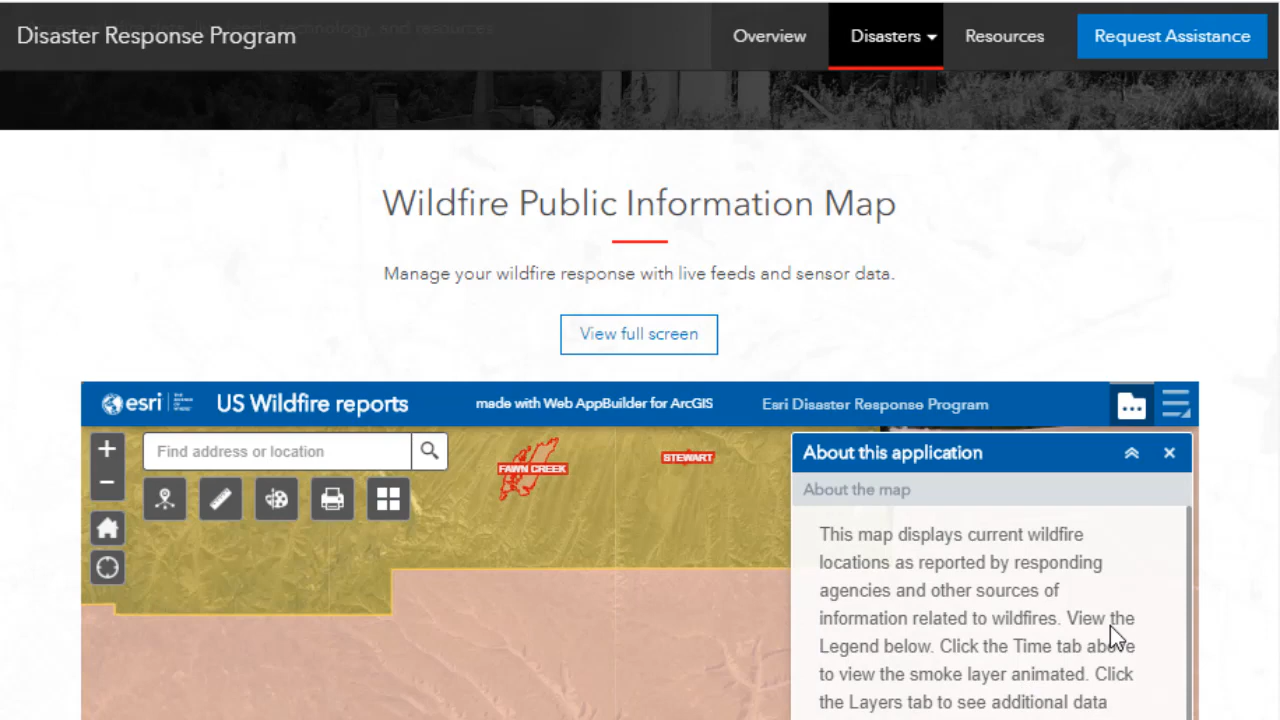 technology, and resources
Disaster Response Program
Overview
Disasters
Resources
Request Assistance
Wildfire Public Information Map
Manage your wildfire response with live feeds and sensor data.
View full screen
esri
US Wildfire reports
made with Web AppBuilder for ArcGIS
Esri Disaster Response Program
Find address or location
FAWN CREEK
STEWART
About this application
About the map
This map displays current wildfire
locations as reported by responding
agencies and other sources of
information related to wildfires. View the
Legend below. Click the Time tab above
to view the smoke layer animated. Click
the Layers tab to see additional data